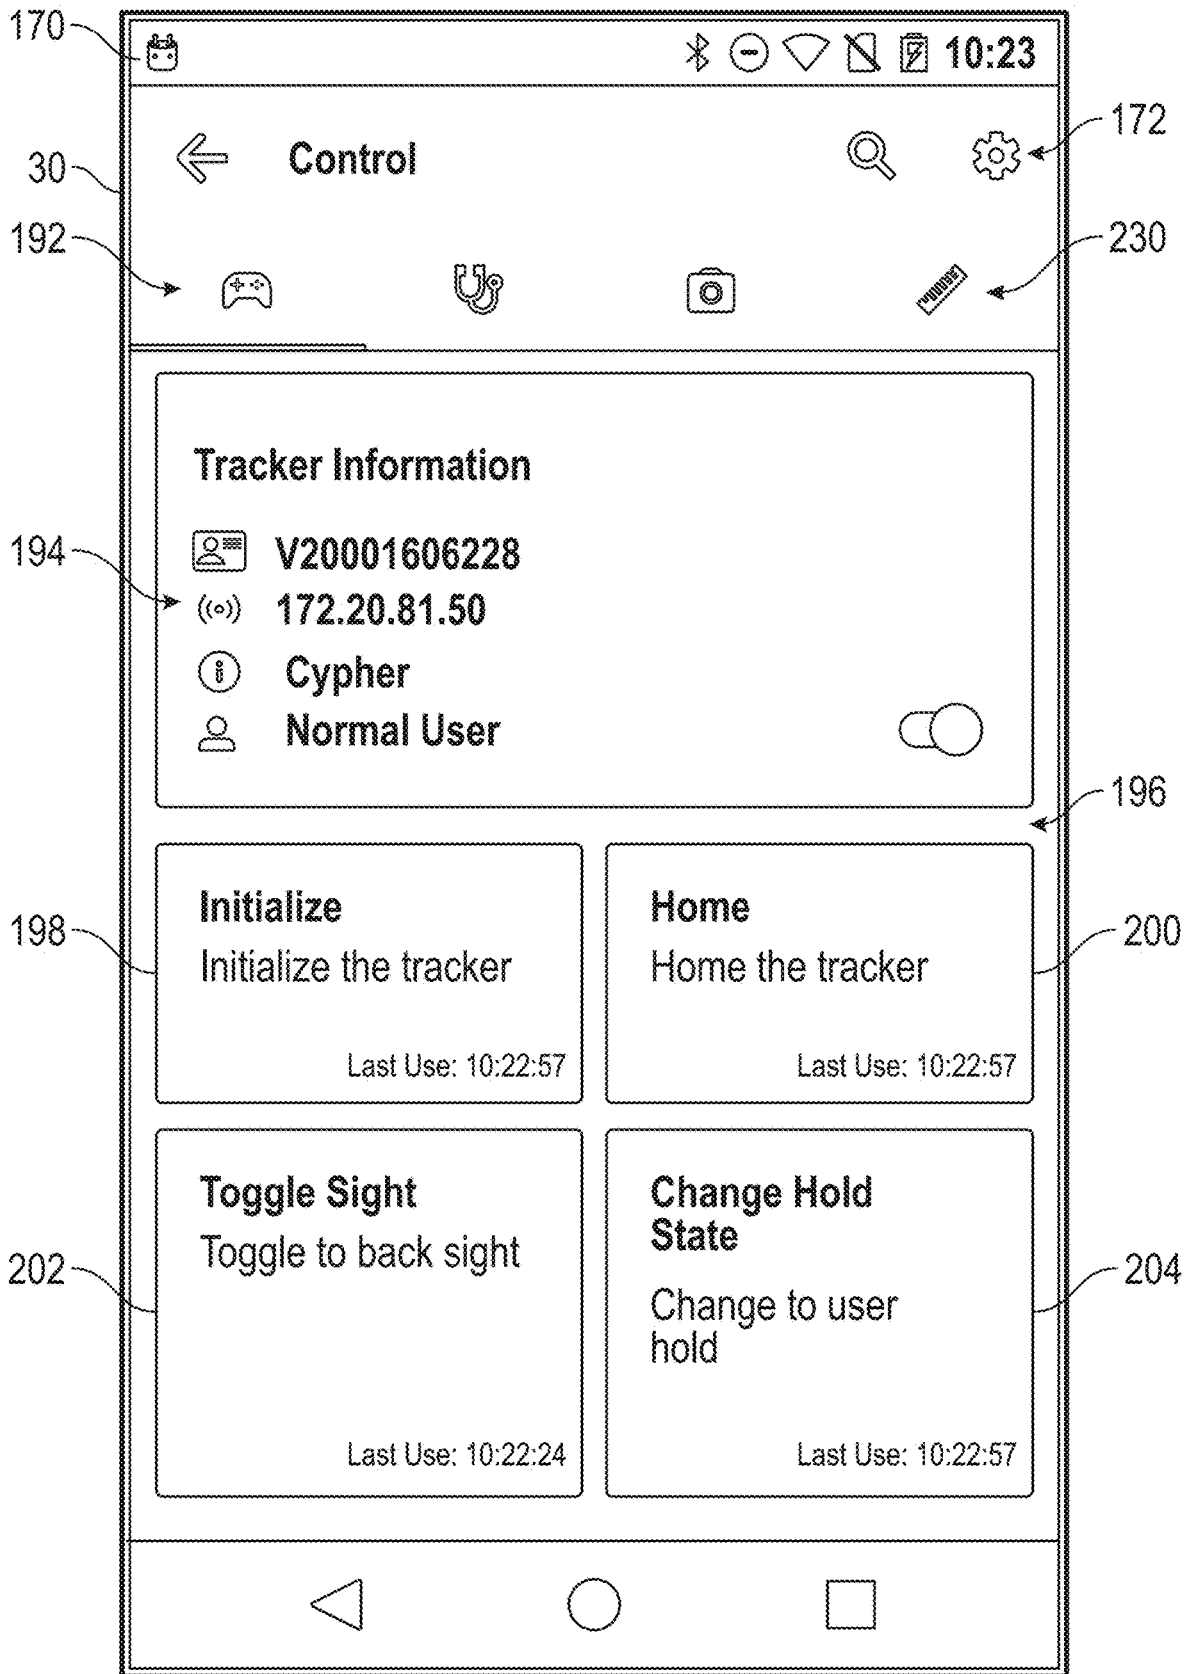 170
10:23
172
Control
30
192
230
Tracker Information
194
V20001606228
172.20.81.50
Cypher
Normal User
196
Initialize
Initialize the tracker
Last Use: 10:22:57
198
Home
Home the tracker
Last Use: 10:22:57
200
Toggle Sight
Toggle to back sight
Last Use: 10:22:24
202
Change Hold
State
Change to user
hold
Last Use: 10:22:57
204